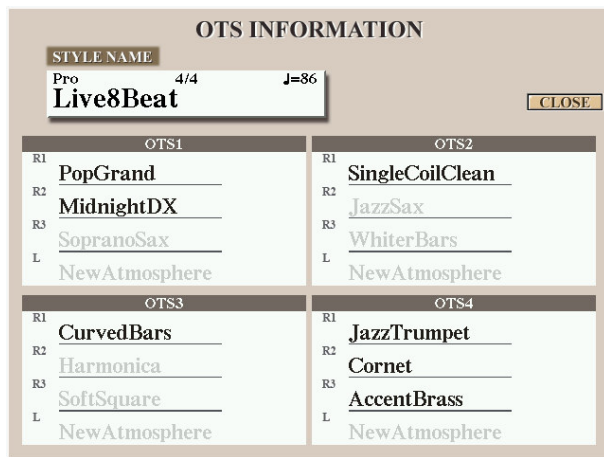 OTS INFORMATION
STYLE NAME
Pro 4/4 ♩=86
Live8Beat
CLOSE
OTS1
R1 PopGrand
R2 MidnightDX
R3 SopranoSax
L NewAtmosphere
OTS2
R1 SingleCoilClean
R2 JazzSax
R3 WhiterBars
L NewAtmosphere
OTS3
R1 CurvedBars
R2 Harmonica
R3 SoftSquare
L NewAtmosphere
OTS4
R1 JazzTrumpet
R2 Cornet
R3 AccentBrass
L NewAtmosphere